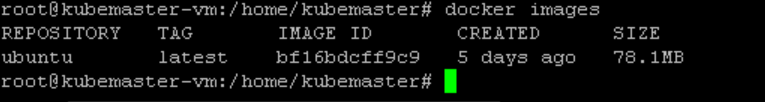 root@kubemaster-vm:/home/kubemaster# docker images
REPOSITORY TAG IMAGE ID CREATED SIZE
ubuntu latest bf16bdcff9c9 5 days ago 78.1MB
root@kubemaster-vm:/home/kubemaster#